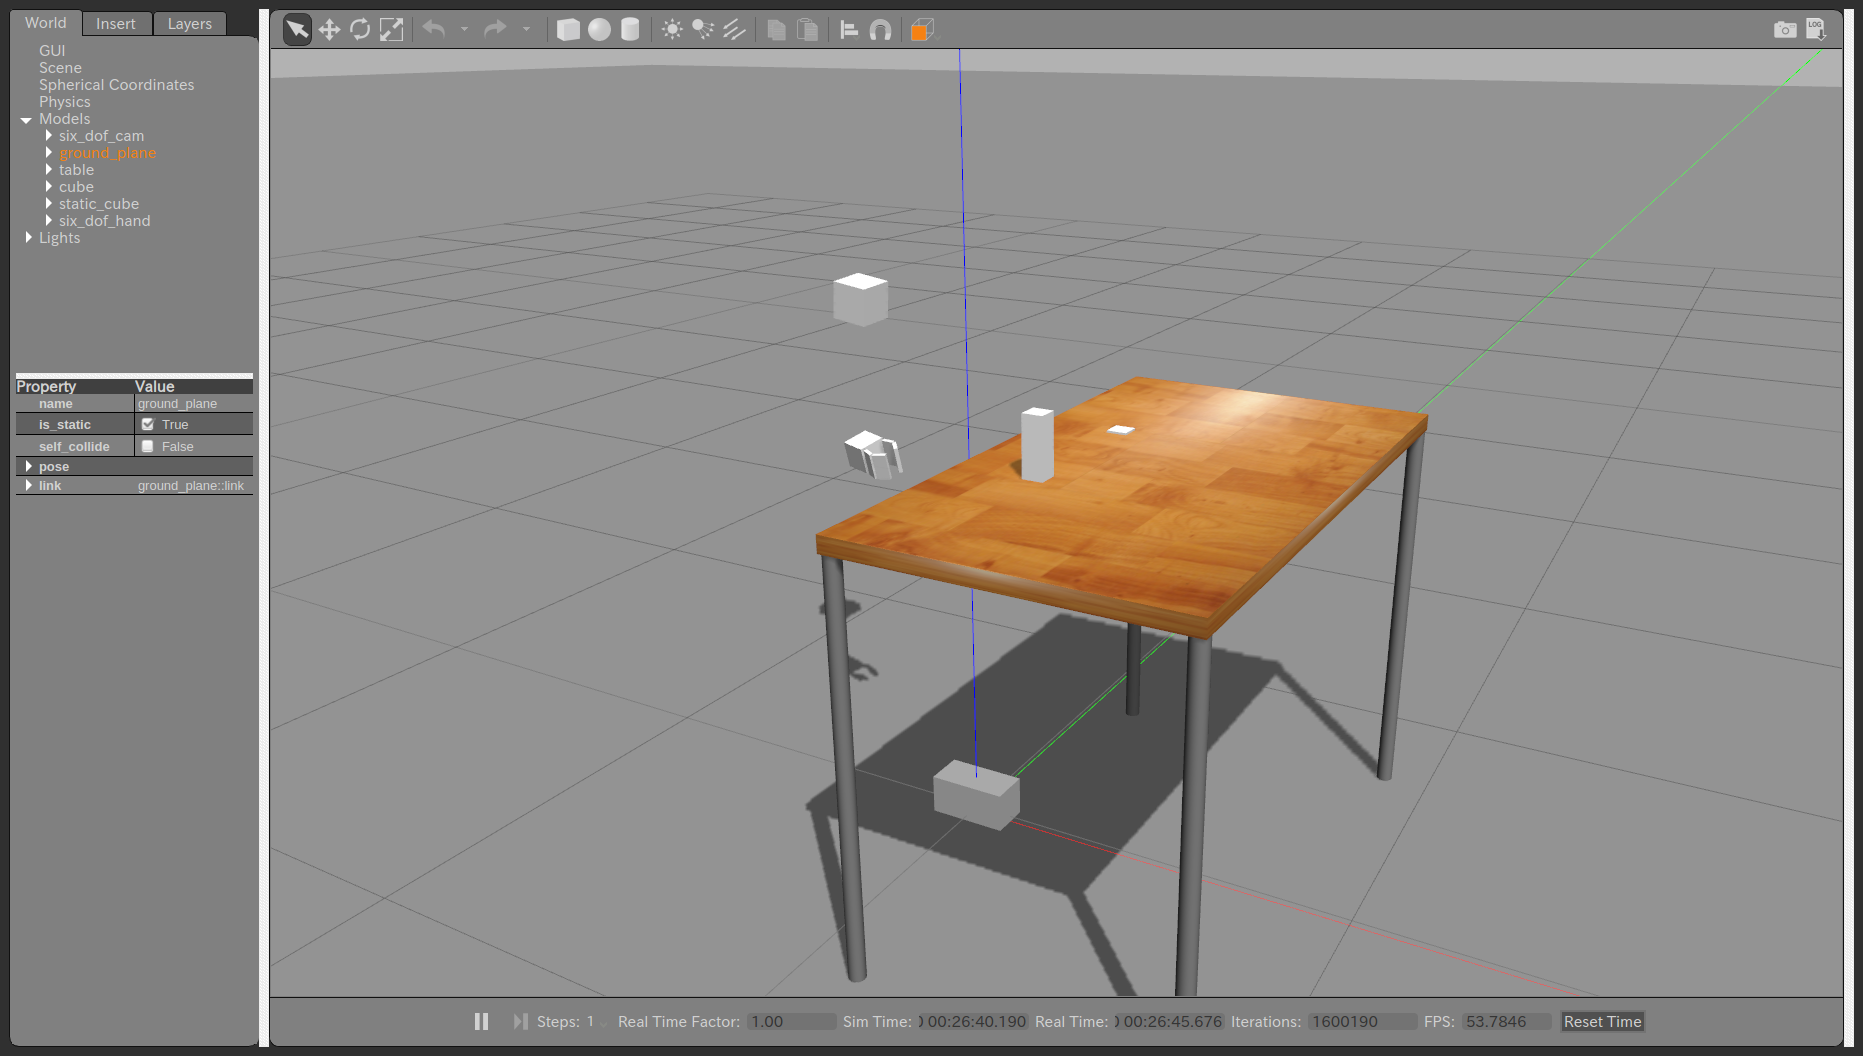 World Insert Layers
GUI
Scene
Spherical Coordinates
Physics
Models
six_dof_cam
ground_plane
table
cube
static_cube
six_dof_hand
Lights
Property Value
name ground_plane
is_static True
self_collide False
pose
link ground_plane::link
LOG
Steps: 1 Real Time Factor: 1.00 Sim Time: 00:26:40.190 Real Time: 00:26:45.676 Iterations: 1600190 FPS: 53.7846 Reset Time